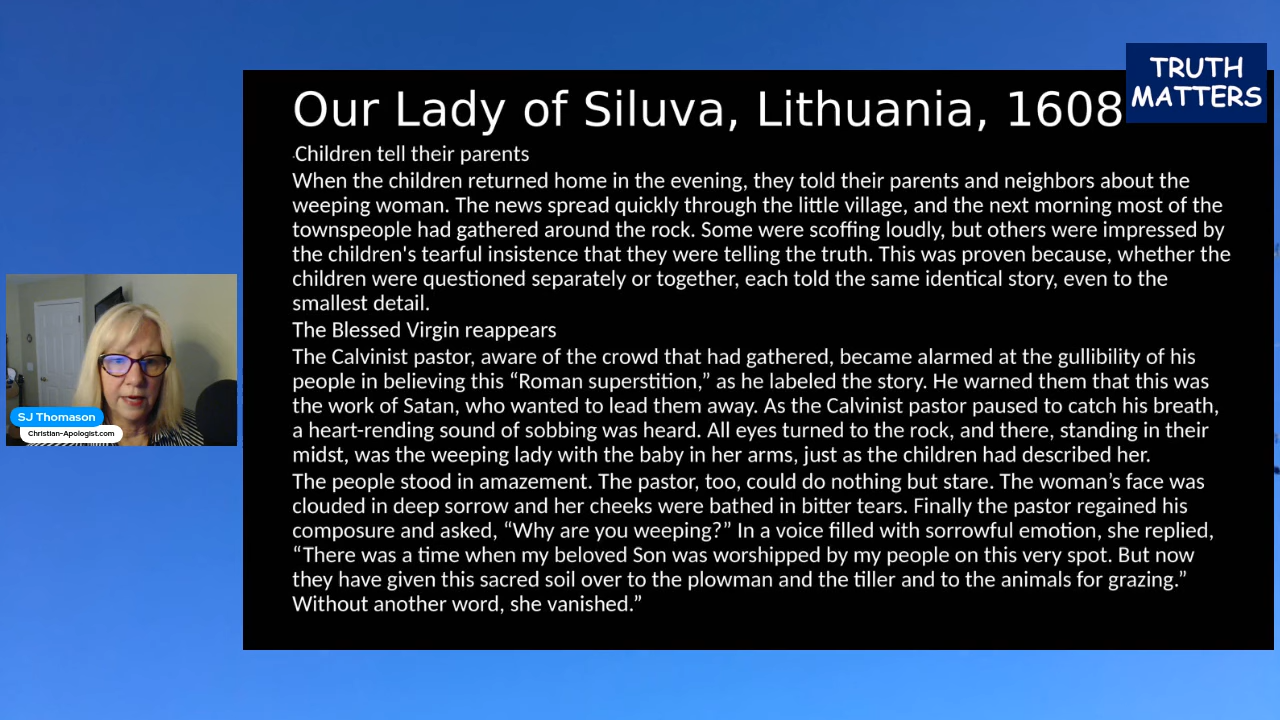 TRUTH
MATTERS
Our Lady of Siluva, Lithuania, 1608
Children tell their parents
When the children returned home in the evening, they told their parents and neighbors about the
weeping woman. The news spread quickly through the little village, and the next morning most of the
townspeople had gathered around the rock. Some were scoffing loudly, but others were impressed by
the children's tearful insistence that they were telling the truth. This was proven because, whether the
children were questioned separately or together, each told the same identical story, even to the
smallest detail.
The Blessed Virgin reappears
The Calvinist pastor, aware of the crowd that had gathered, became alarmed at the gullibility of his
people in believing this “Roman superstition,” as he labeled the story. He warned them that this was
the work of Satan, who wanted to lead them away. As the Calvinist pastor paused to catch his breath,
a heart-rending sound of sobbing was heard. All eyes turned to the rock, and there, standing in their
midst, was the weeping lady with the baby in her arms, just as the children had described her.
The people stood in amazement. The pastor, too, could do nothing but stare. The woman’s face was
clouded in deep sorrow and her cheeks were bathed in bitter tears. Finally the pastor regained his
composure and asked, “Why are you weeping?” In a voice filled with sorrowful emotion, she replied,
“There was a time when my beloved Son was worshipped by my people on this very spot. But now
they have given this sacred soil over to the plowman and the tiller and to the animals for grazing.”
Without another word, she vanished.”
SJ Thomason
Christian-Apologist.com